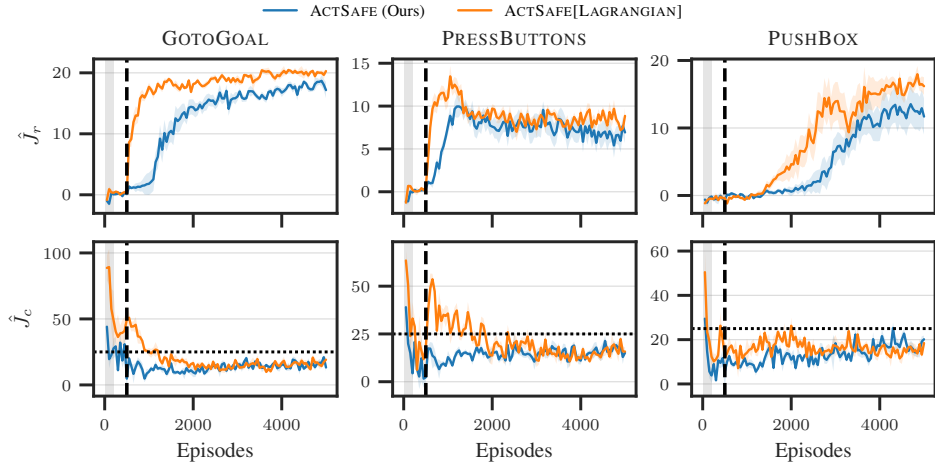 ACTSAFE (Ours) ACTSAFE[LAGRANGIAN]
GOTOGOAL PRESSBUTTONS PUSHBOX
Ĵr
20
10
0
15
10
5
0
20
10
0
Ĵc
100
50
25
0
50
25
0
60
40
20
0
0 2000 4000
0 2000 4000
0 2000 4000
Episodes Episodes Episodes